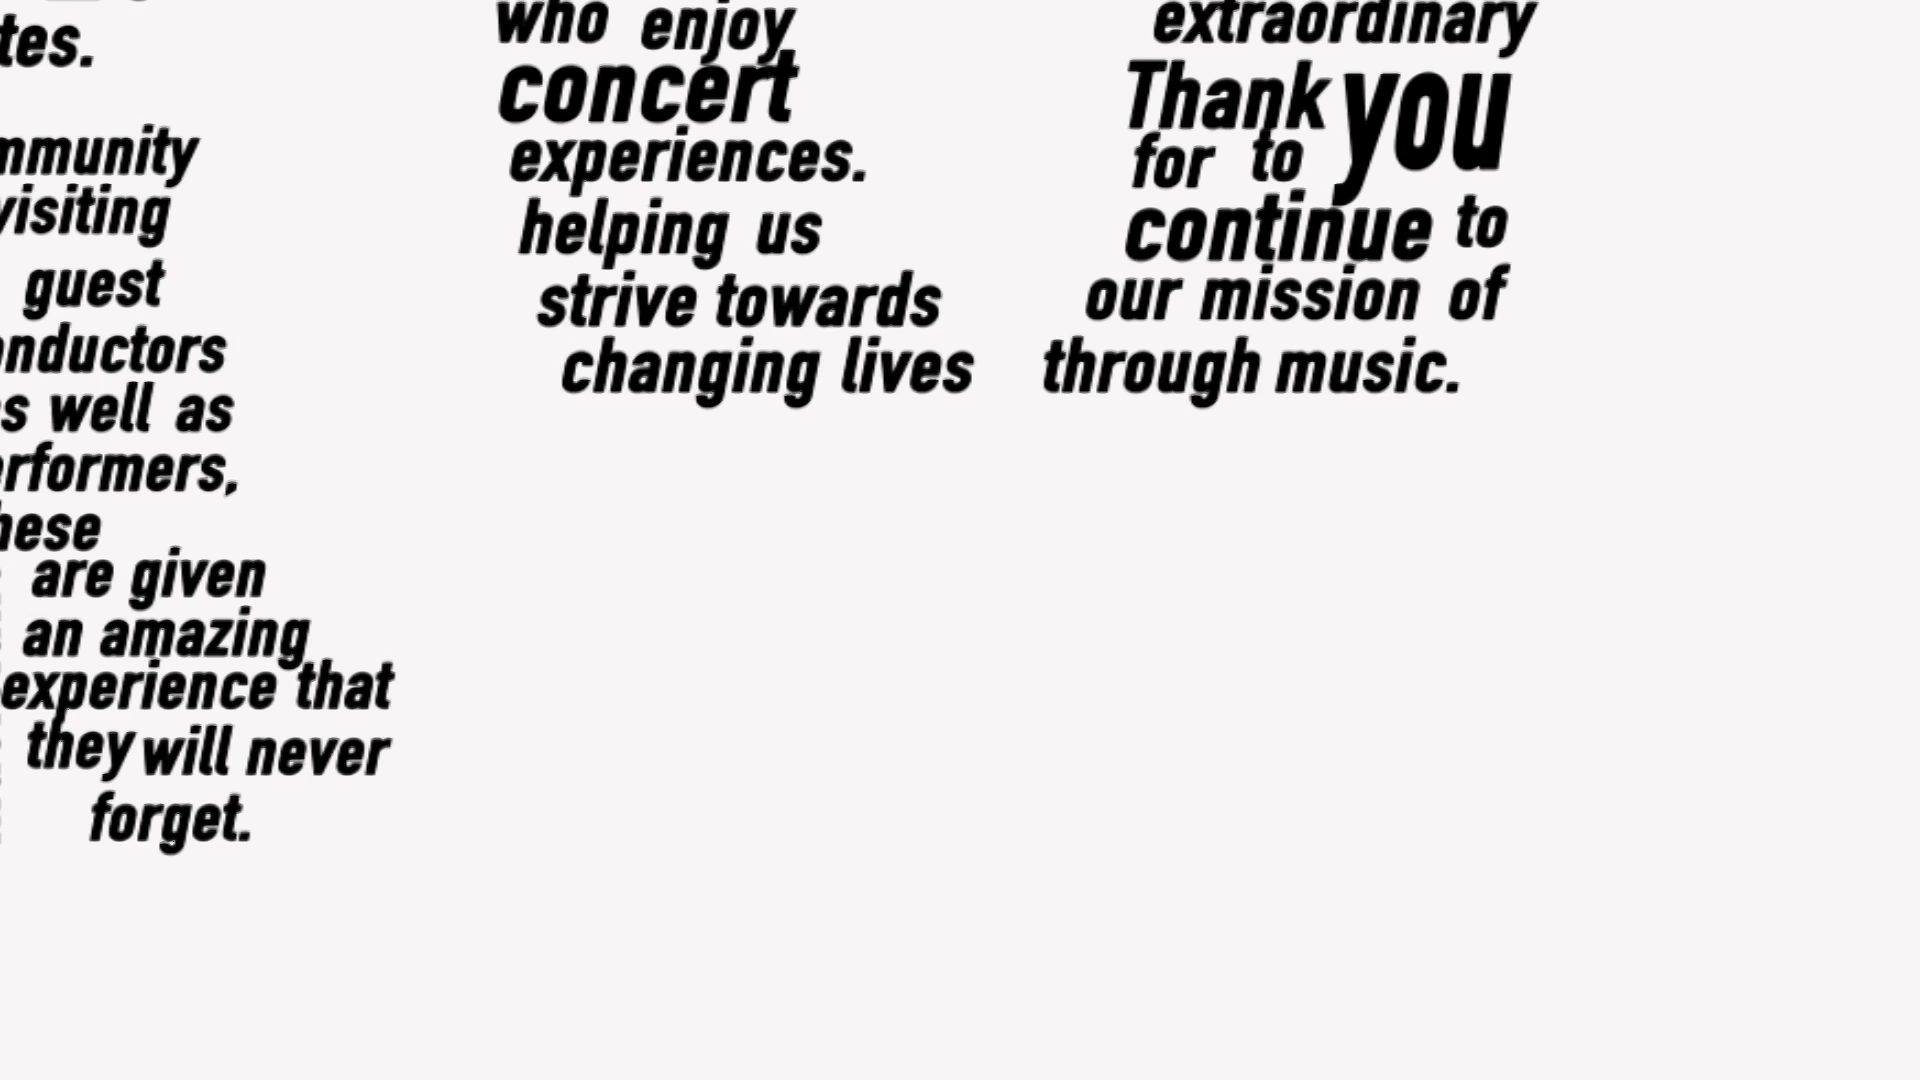 tes.
mmunity
visiting
guest
onductors
s well as
erformers,
hese
are given
an amazing
experience that
they will never
forget.
who enjoy extraordinary
concert Thank you
experiences. for to
helping us continue to
strive towards our mission of
changing lives through music.